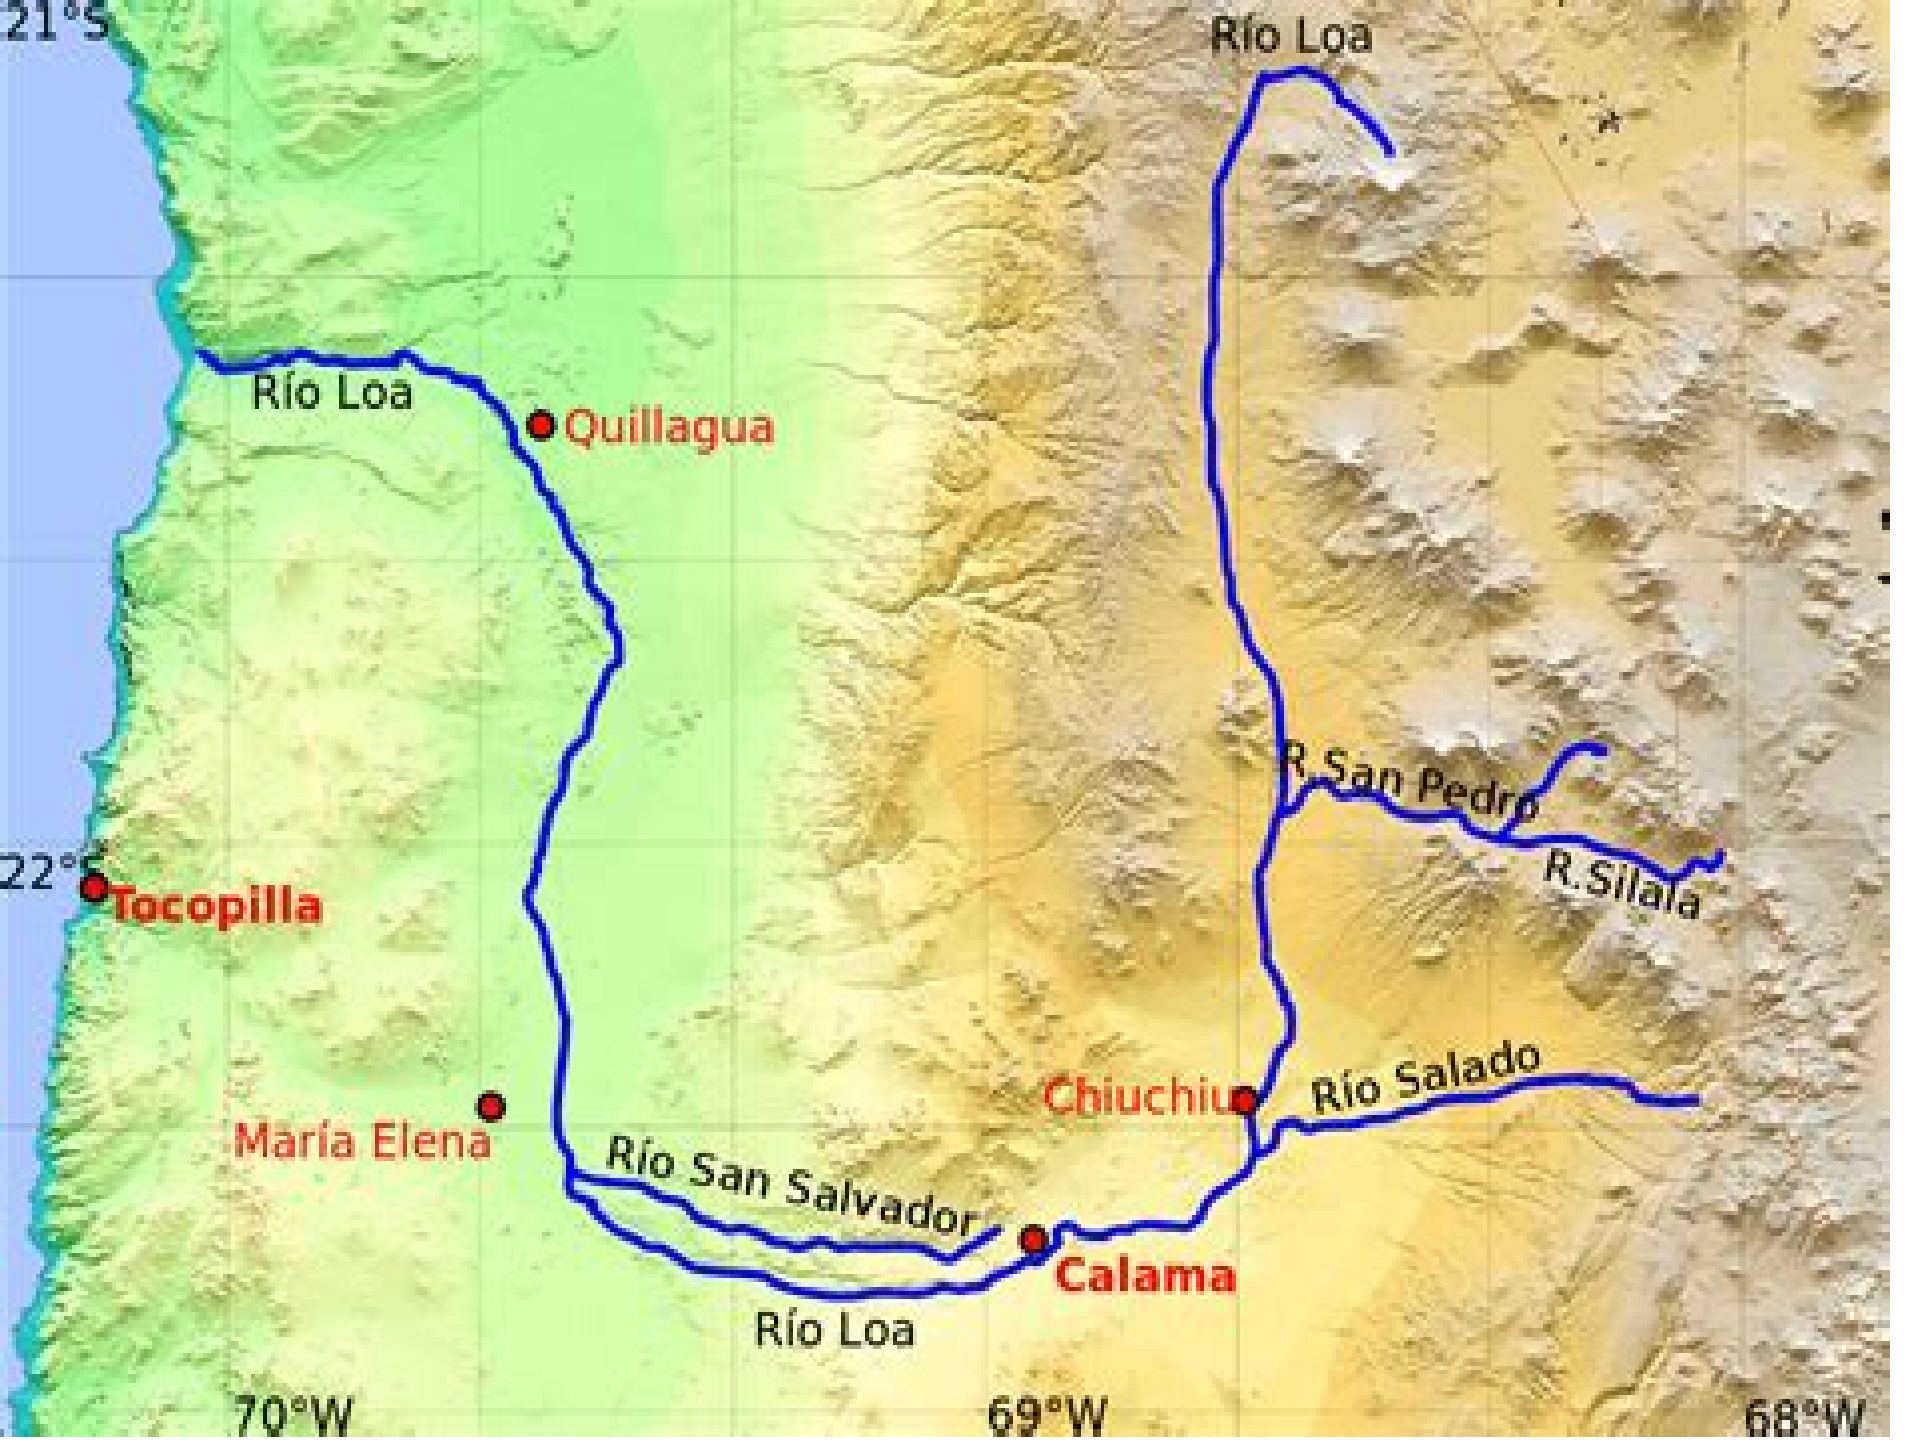 21°S
Río Loa
Río Loa
Quillagua
R.San Pedro
22°S
R.Silala
Tocopilla
Río Salado
Chiuchiu
María Elena
Río San Salvador
Calama
Río Loa
70°W
69°W
68°W